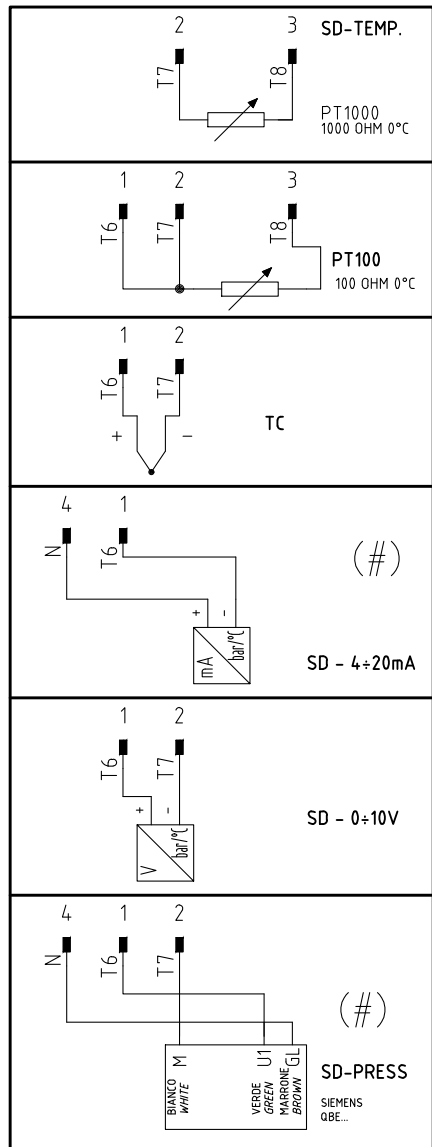 2 3 SD-TEMP.
T7 T8
PT1000
1000 OHM 0°C
1 2 3
T6 T7 T8
PT100
100 OHM 0°C
1 2
T6 T7
+ -
TC
4 1
N T6
(#)
+ -
mA bar/°C
SD - 4÷20mA
1 2
T6 T7
+ -
V bar/°C
SD - 0÷10V
4 1 2
N T6 T7
(#)
M U1 GL
BIANCO VERDE MARRONE
WHITE GREEN BROWN
SD-PRESS
SIEMENS
QBE...